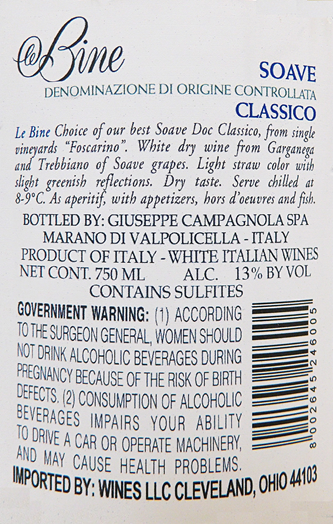 le Bine
SOAVE
DENOMINAZIONE DI ORIGINE CONTROLLATA
CLASSICO
Le Bine Choice of our best Soave Doc Classico, from single
vineyards "Foscarino". White dry wine from Garganega
and Trebbiano of Soave grapes. Light straw color with
slight greenish reflections. Dry taste. Serve chilled at
8-9°C. As aperitif, with appetizers, hors d'oeuvres and fish.
BOTTLED BY: GIUSEPPE CAMPAGNOLA SPA
MARANO DI VALPOLICELLA - ITALY
PRODUCT OF ITALY - WHITE ITALIAN WINES
NET CONT. 750 ML ALC. 13% BY VOL
CONTAINS SULFITES
GOVERNMENT WARNING: (1) ACCORDING
TO THE SURGEON GENERAL, WOMEN SHOULD
NOT DRINK ALCOHOLIC BEVERAGES DURING
PREGNANCY BECAUSE OF THE RISK OF BIRTH
DEFECTS. (2) CONSUMPTION OF ALCOHOLIC
BEVERAGES IMPAIRS YOUR ABILITY
TO DRIVE A CAR OR OPERATE MACHINERY,
AND MAY CAUSE HEALTH PROBLEMS.
8002645246005
IMPORTED BY: WINES LLC CLEVELAND, OHIO 44103